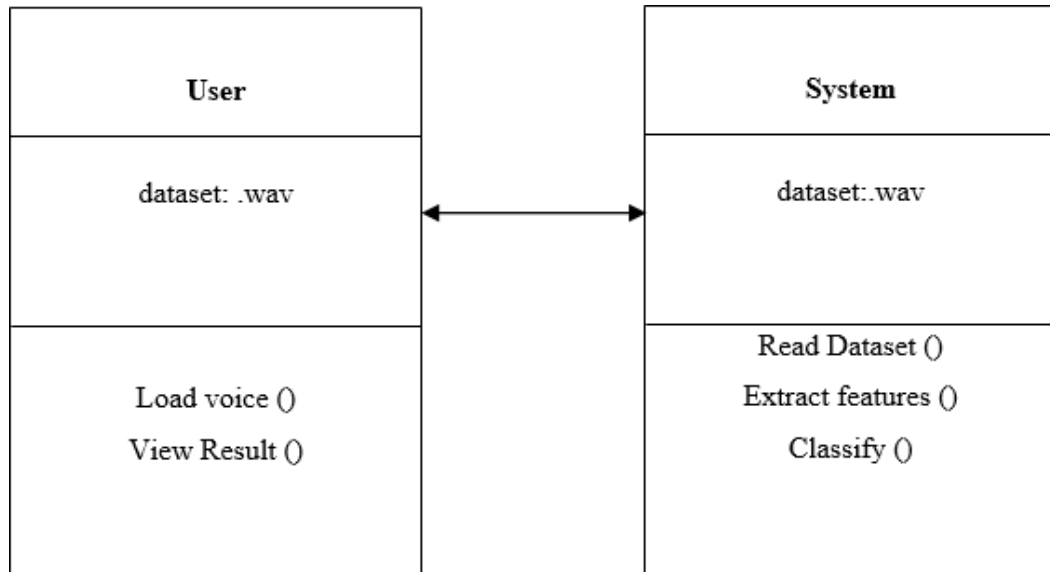 User
dataset: .wav
Load voice ()
View Result ()
System
dataset:.wav
Read Dataset ()
Extract features ()
Classify ()